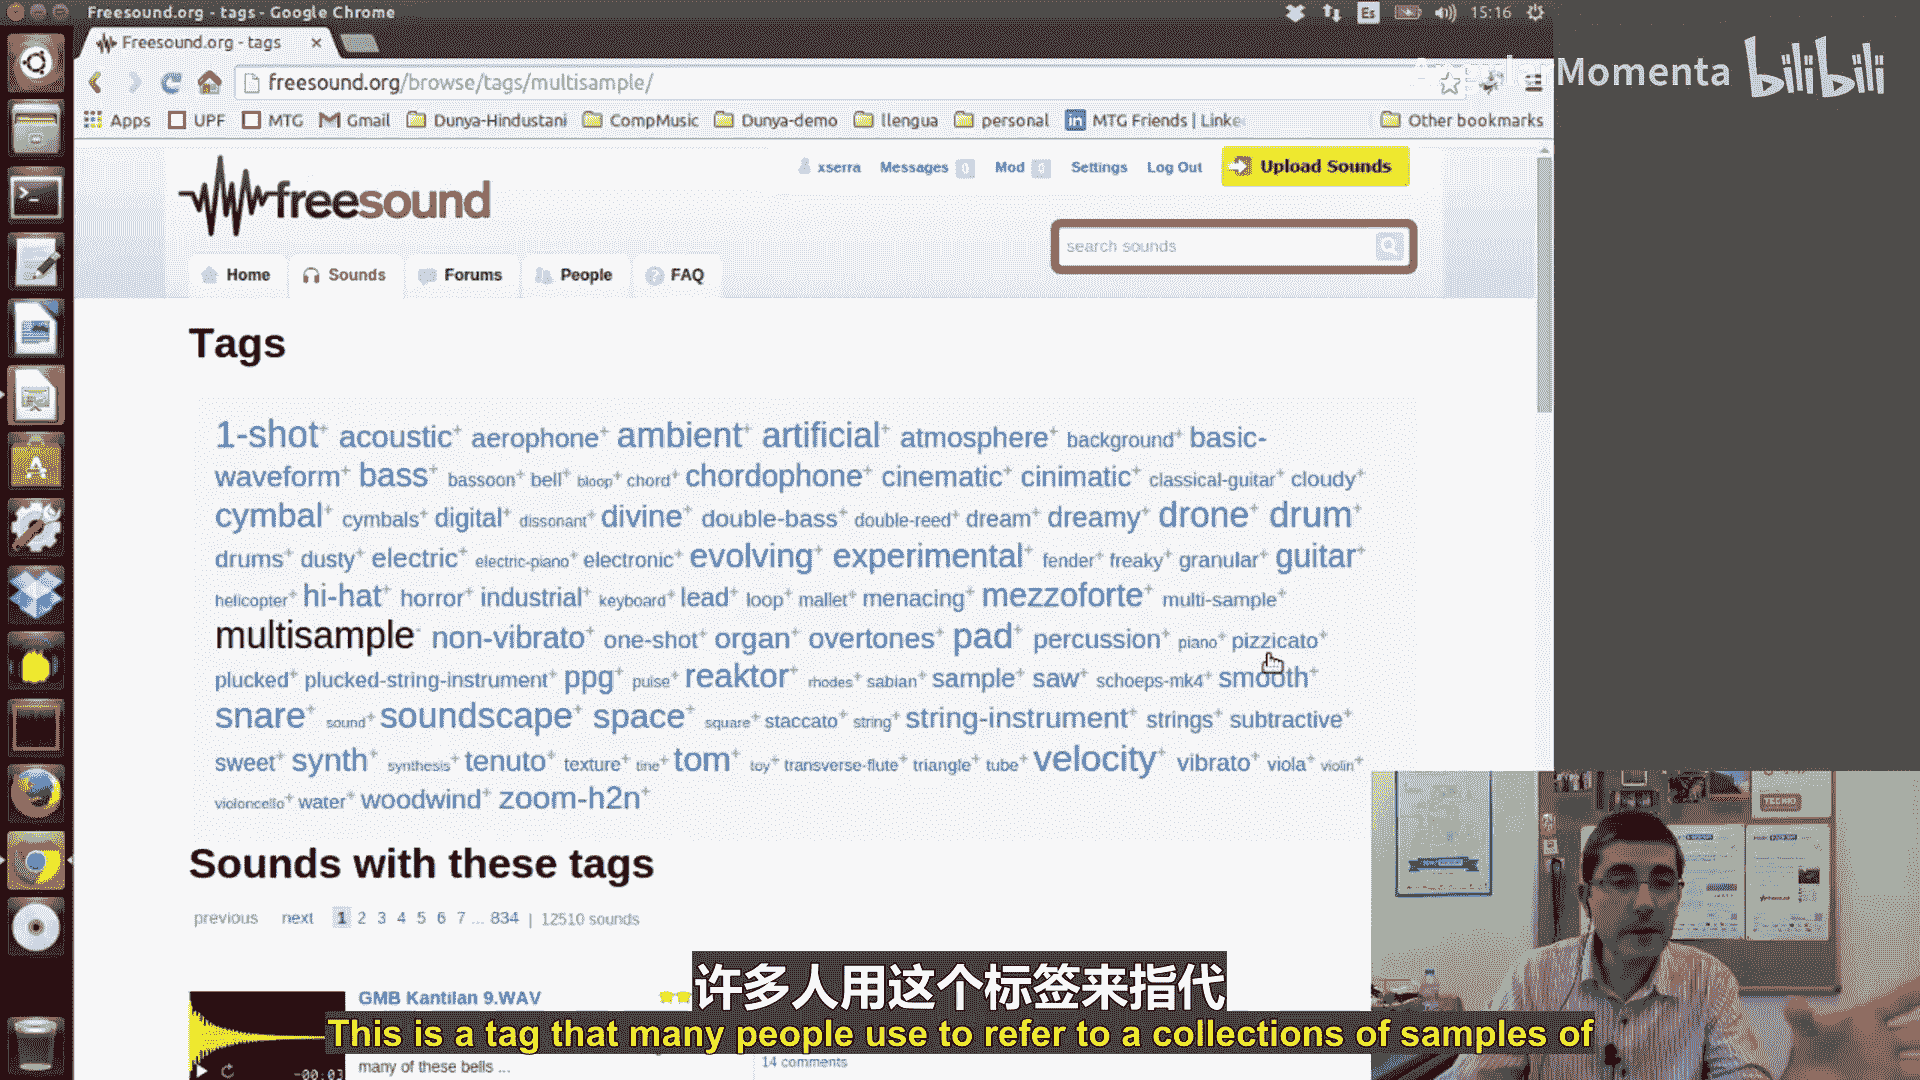 Freesound.org - tags - Google Chrome
Es
15:16
Freesound.org - tags
freesound.org/browse/tags/multisample/
Momenta bilibili
Apps UPF MTG Gmail Dunya-Hindustani CompMusic Dunya-demo llengua personal MTG Friends | Linke Other bookmarks
xserra Messages 0 Mod 0 Settings Log Out Upload Sounds
freesound
search sounds
Home Sounds Forums People FAQ
Tags
1-shot+ acoustic+ aerophone+ ambient+ artificial+ atmosphere+ background+ basic-
waveform+ bass+ bassoon+ bell+ bloop+ chord+ chordophone+ cinematic+ cinimatic+ classical-guitar+ cloudy+
cymbal+ cymbals+ digital+ dissonant+ divine+ double-bass+ double-reed+ dream+ dreamy+ drone+ drum+
drums+ dusty+ electric+ electric-piano+ electronic+ evolving+ experimental+ fender+ freaky+ granular+ guitar+
helicopter+ hi-hat+ horror+ industrial+ keyboard+ lead+ loop+ mallet+ menacing+ mezzoforte+ multi-sample+
multisample- non-vibrato+ one-shot+ organ+ overtones+ pad+ percussion+ piano+ pizzicato+
plucked+ plucked-string-instrument+ ppg+ pulse+ reaktor+ rhodes+ sabian+ sample+ saw+ schoeps-mk4+ smooth+
snare+ sound+ soundscape+ space+ square+ staccato+ string+ string-instrument+ strings+ subtractive+
sweet+ synth+ synthesis+ tenuto+ texture+ tine+ tom+ toy+ transverse-flute+ triangle+ tube+ velocity+ vibrato+ viola+ violin+
violoncello+ water+ woodwind+ zoom-h2n+
Sounds with these tags
previous next 1 2 3 4 5 6 7 ... 834 | 12510 sounds
GMB Kantilan 9.WAV
许多人用这个标签来指代
This is a tag that many people use to refer to a collections of samples of
many of these bells ...
14 comments
-00:03